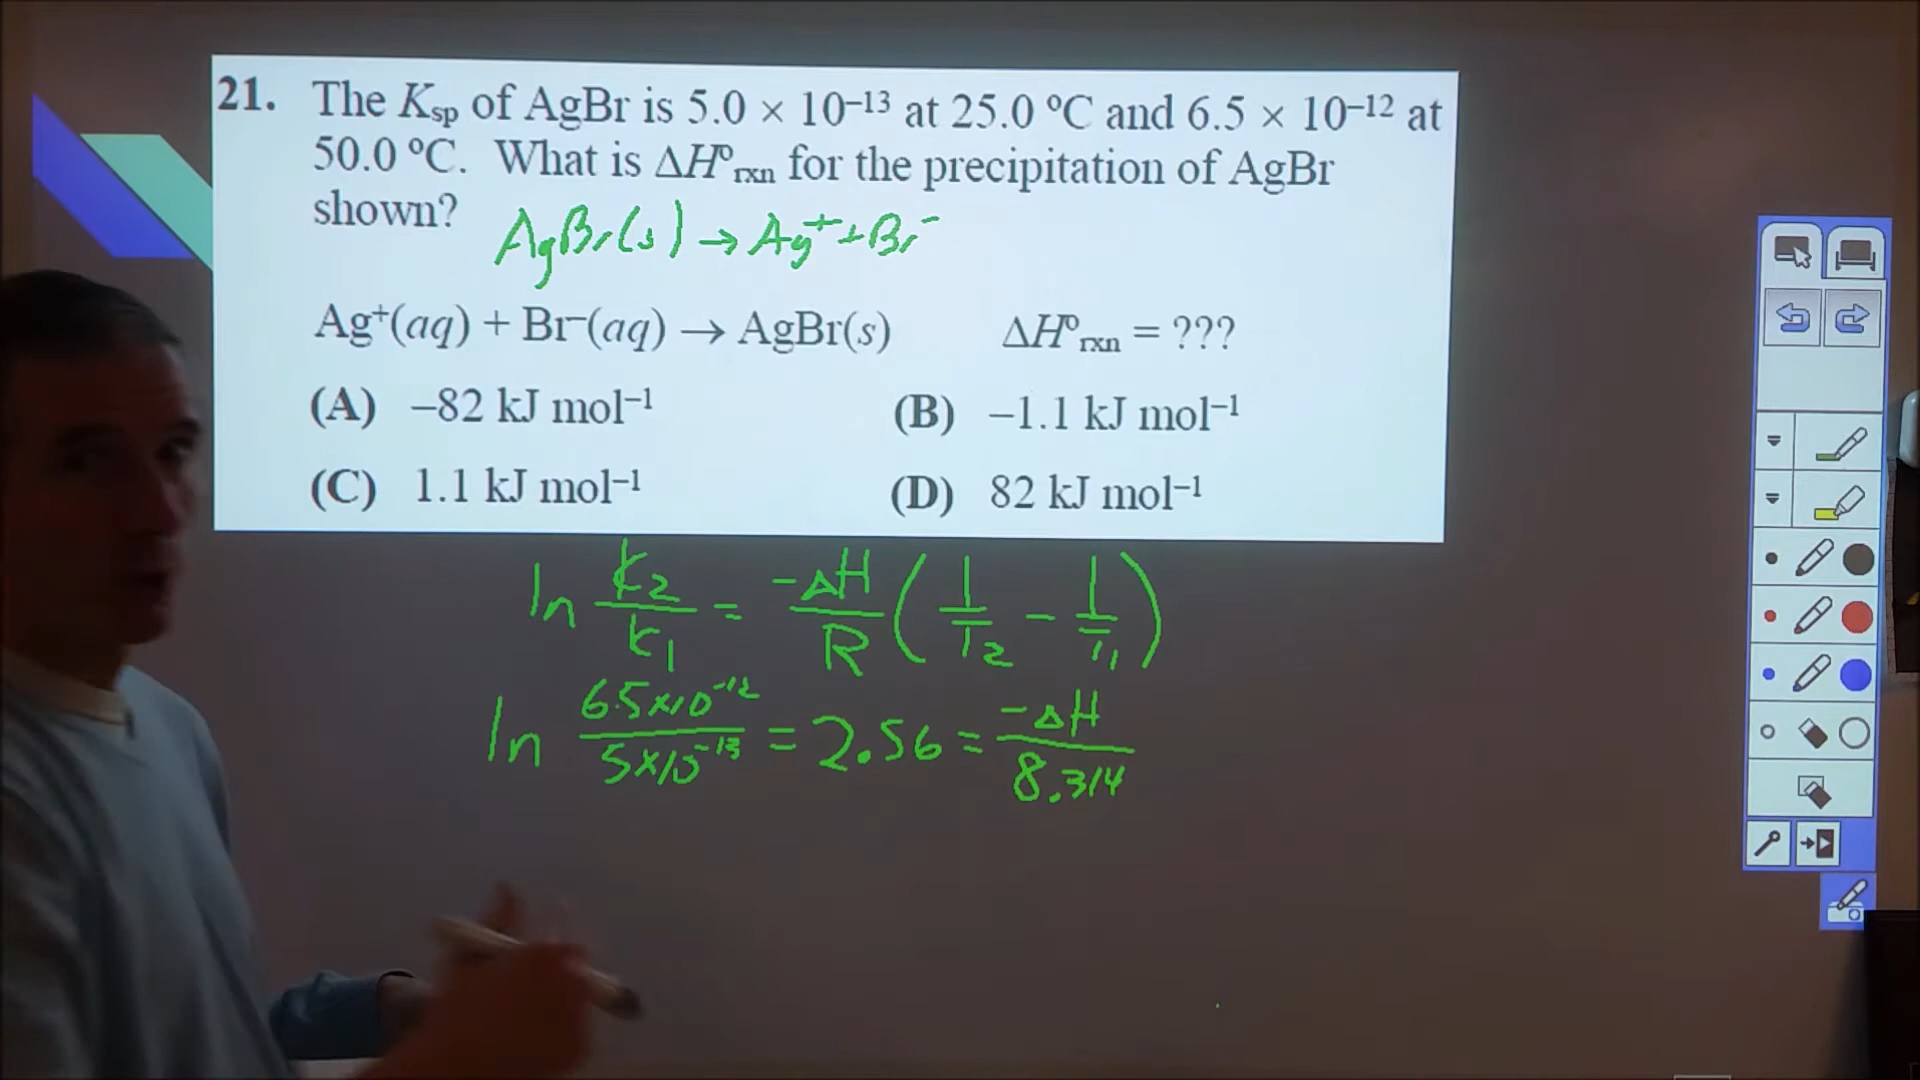 21. The Ksp of AgBr is 5.0 × 10–13 at 25.0 ºC and 6.5 × 10–12 at
50.0 ºC. What is ΔHºrxn for the precipitation of AgBr
shown?
AgBr(s) → Ag+ + Br-
Ag+(aq) + Br–(aq) → AgBr(s) ΔHºrxn = ???
(A) –82 kJ mol–1 (B) –1.1 kJ mol–1
(C) 1.1 kJ mol–1 (D) 82 kJ mol–1
ln K2/K1 = -ΔH/R (1/T2 - 1/T1)
ln 6.5×10-12/5×10-13 = 2.56 = -ΔH/8.314